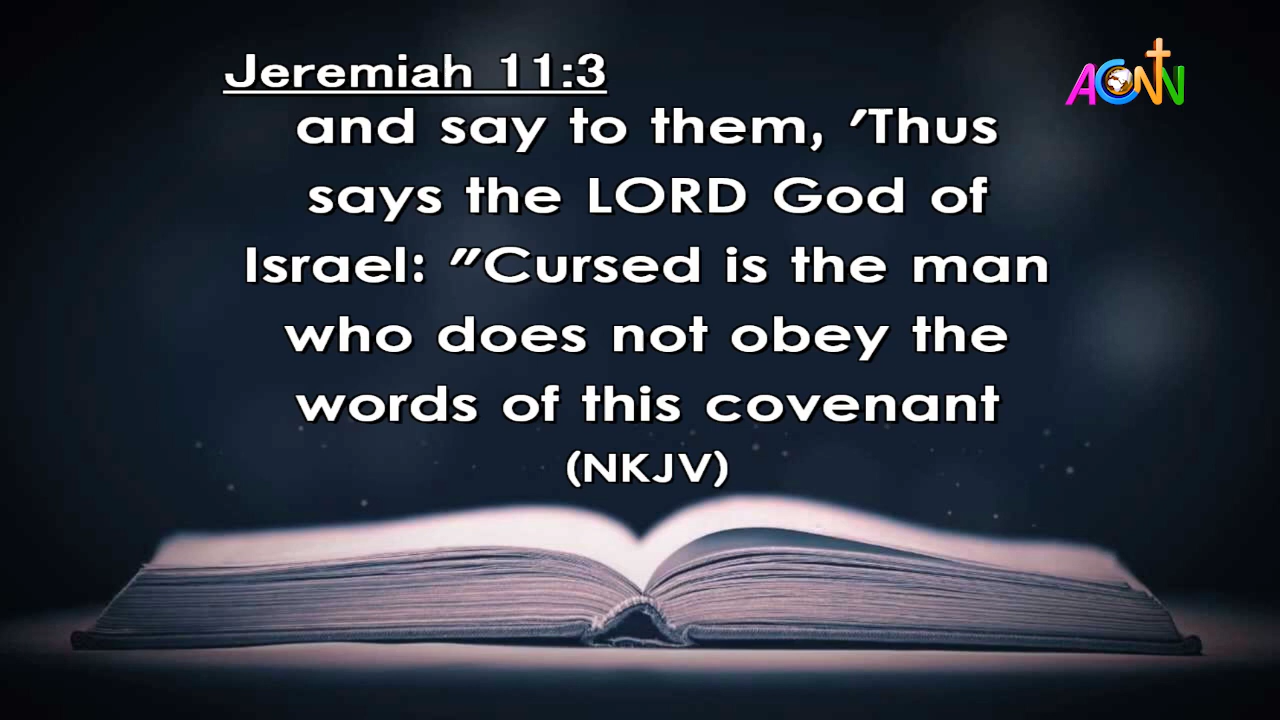 Jeremiah 11:3
ACNN
and say to them, 'Thus
says the LORD God of
Israel: "Cursed is the man
who does not obey the
words of this covenant
(NKJV)